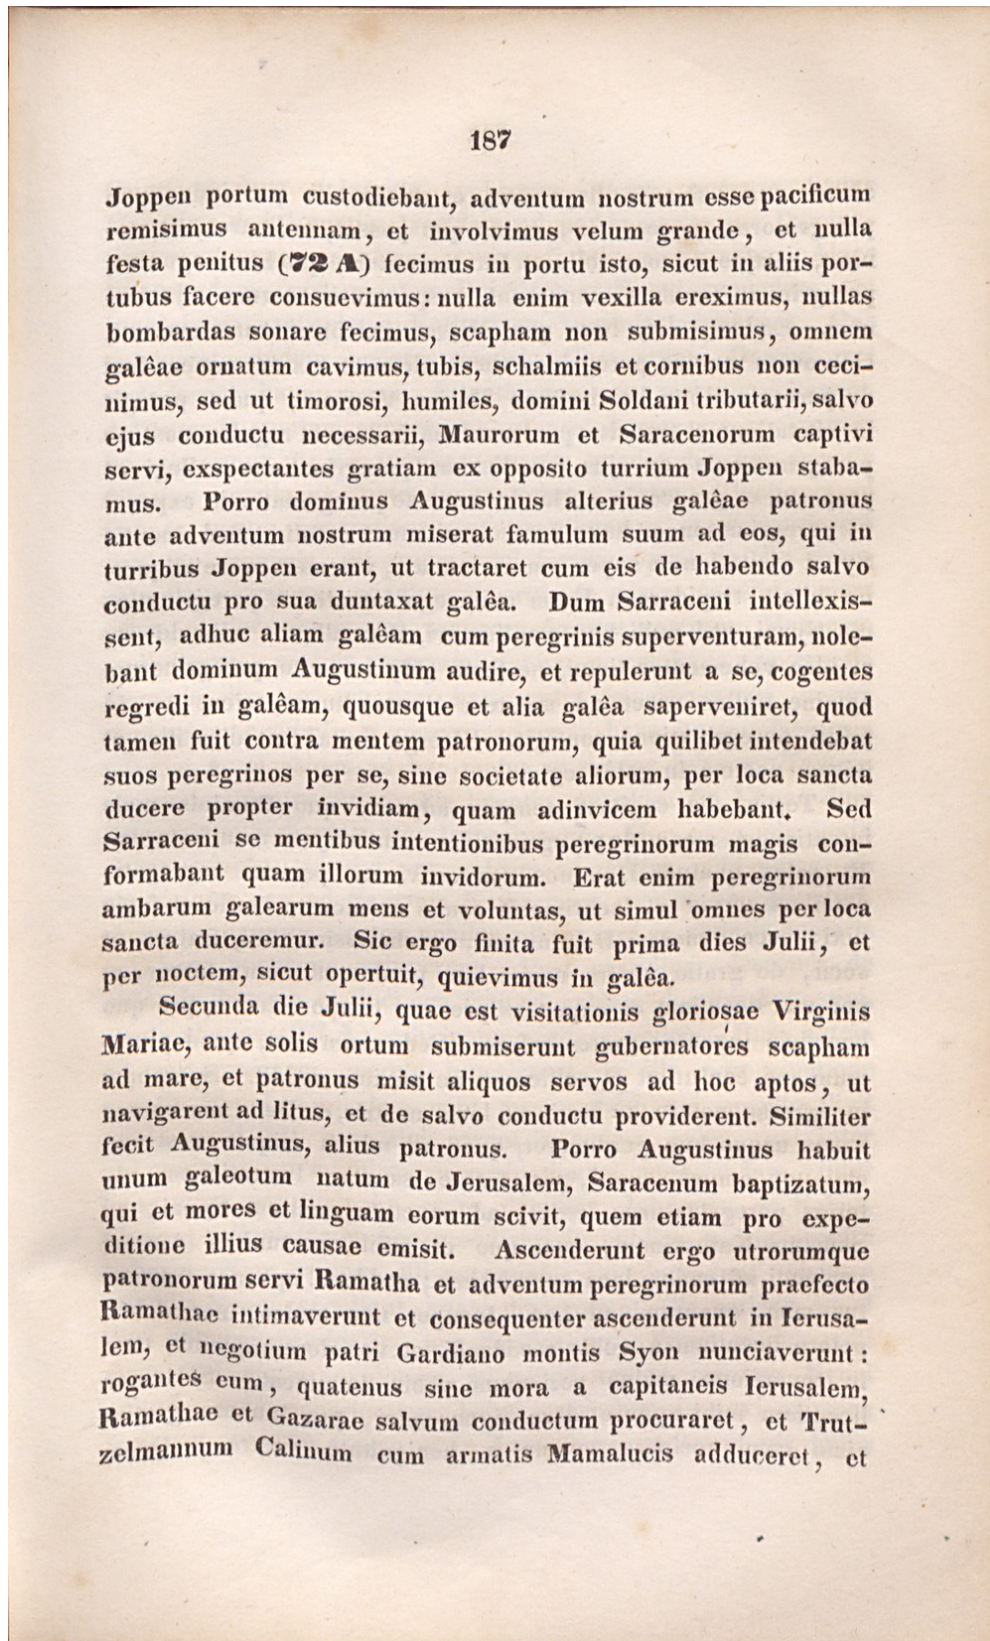 187
Joppen portum custodiebant, adventum nostrum esse pacificum
remisimus antennam, et involvimus velum grande, et nulla
festa penitus (72 A) fecimus in portu isto, sicut in aliis por-
tubus facere consuevimus: nulla enim vexilla ereximus, nullas
bombardas sonare fecimus, scapham non submisimus, omnem
galêae ornatum cavimus, tubis, schalmiis et cornibus non ceci-
nimus, sed ut timorosi, humiles, domini Soldani tributarii, salvo
ejus conductu necessarii, Maurorum et Saracenorum captivi
servi, exspectantes gratiam ex opposito turrium Joppen staba-
mus. Porro dominus Augustinus alterius galêae patronus
ante adventum nostrum miserat famulum suum ad eos, qui in
turribus Joppen erant, ut tractaret cum eis de habendo salvo
conductu pro sua duntaxat galêa. Dum Sarraceni intellexis-
sent, adhuc aliam galêam cum peregrinis superventuram, nole-
bant dominum Augustinum audire, et repulerunt a se, cogentes
regredi in galêam, quousque et alia galêa saperveniret, quod
tamen fuit contra mentem patronorum, quia quilibet intendebat
suos peregrinos per se, sine societate aliorum, per loca sancta
ducere propter invidiam, quam adinvicem habebant. Sed
Sarraceni se mentibus intentionibus peregrinorum magis con-
formabant quam illorum invidorum. Erat enim peregrinorum
ambarum galearum mens et voluntas, ut simul omnes per loca
sancta duceremur. Sic ergo finita fuit prima dies Julii, et
per noctem, sicut opertuit, quievimus in galêa.
Secunda die Julii, quae est visitationis gloriosae Virginis
Mariae, ante solis ortum submiserunt gubernatores scapham
ad mare, et patronus misit aliquos servos ad hoc aptos, ut
navigarent ad litus, et de salvo conductu providerent. Similiter
fecit Augustinus, alius patronus. Porro Augustinus habuit
unum galeotum natum de Jerusalem, Saracenum baptizatum,
qui et mores et linguam eorum scivit, quem etiam pro expe-
ditione illius causae emisit. Ascenderunt ergo utrorumque
patronorum servi Ramatha et adventum peregrinorum praefecto
Ramathae intimaverunt et consequenter ascenderunt in Ierusa-
lem, et negotium patri Gardiano montis Syon nunciaverunt:
rogantes eum, quatenus sine mora a capitaneis Ierusalem,
Ramathae et Gazarae salvum conductum procuraret, et Trut-
zelmannum Calinum cum armatis Mamalucis adduceret, et